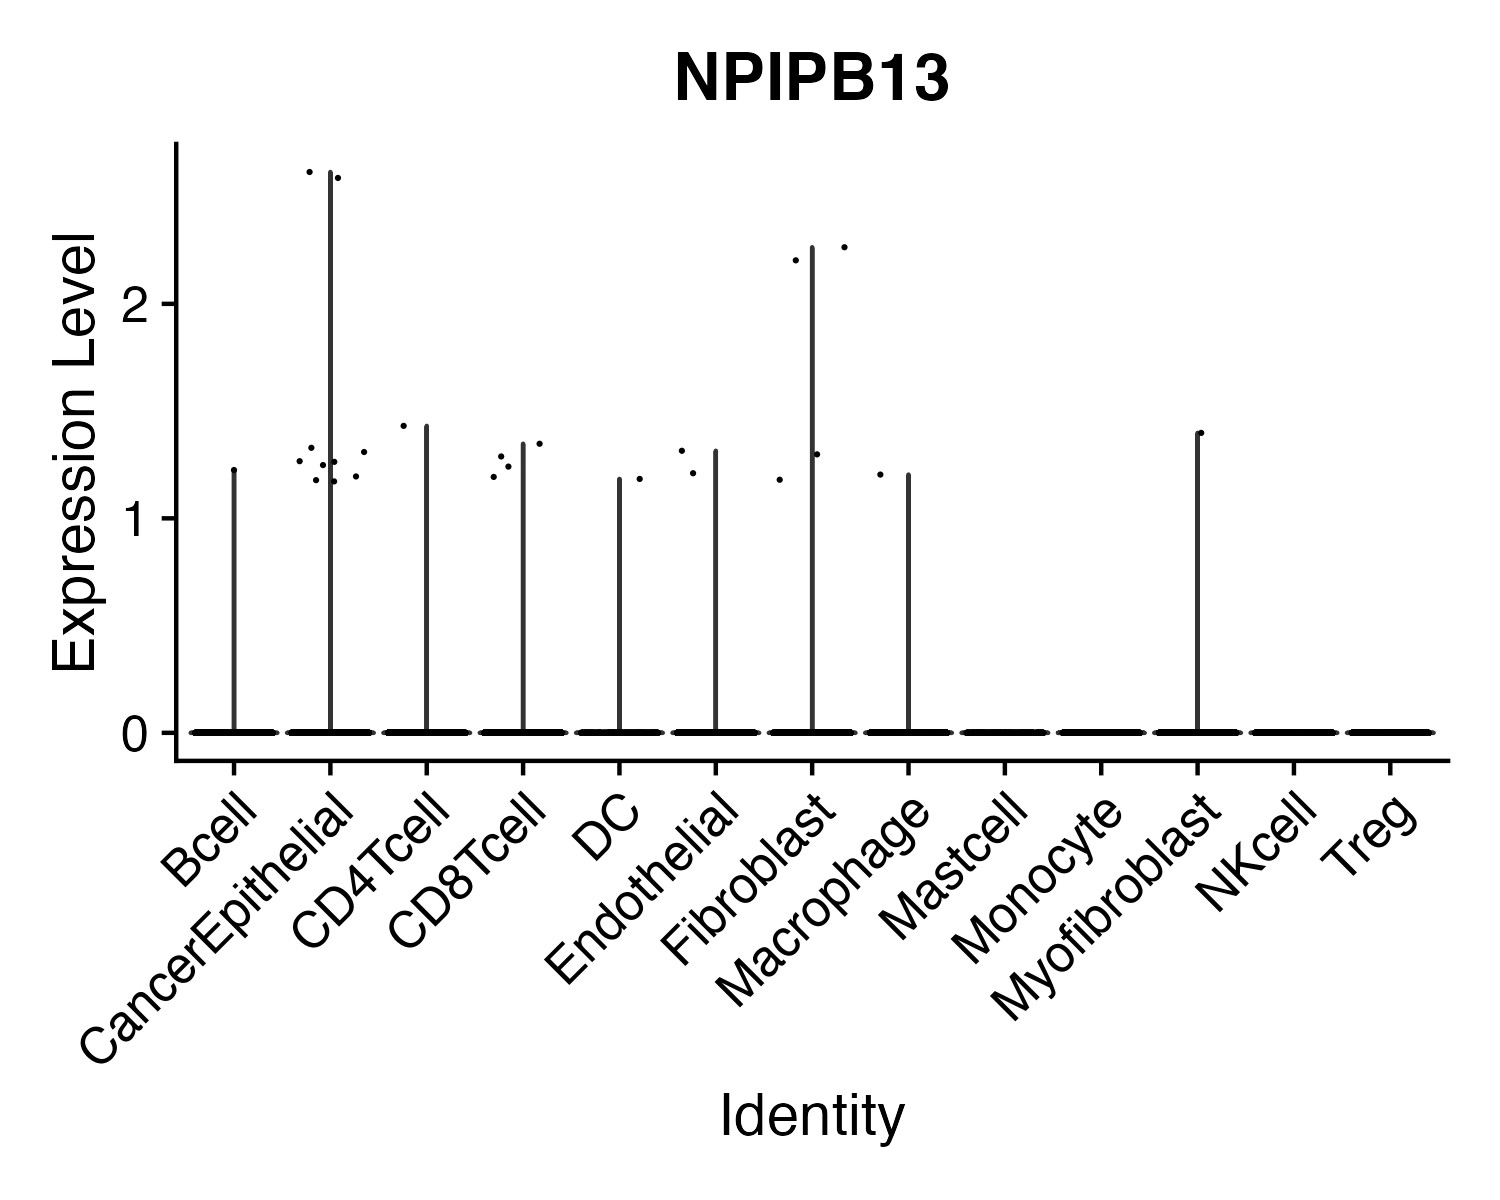 NPIPB13
Expression Level
2
1
0
Bcell
CancerEpithelial
CD4Tcell
CD8Tcell
DC
Endothelial
Fibroblast
Macrophage
Mastcell
Monocyte
Myofibroblast
NKcell
Treg
Identity